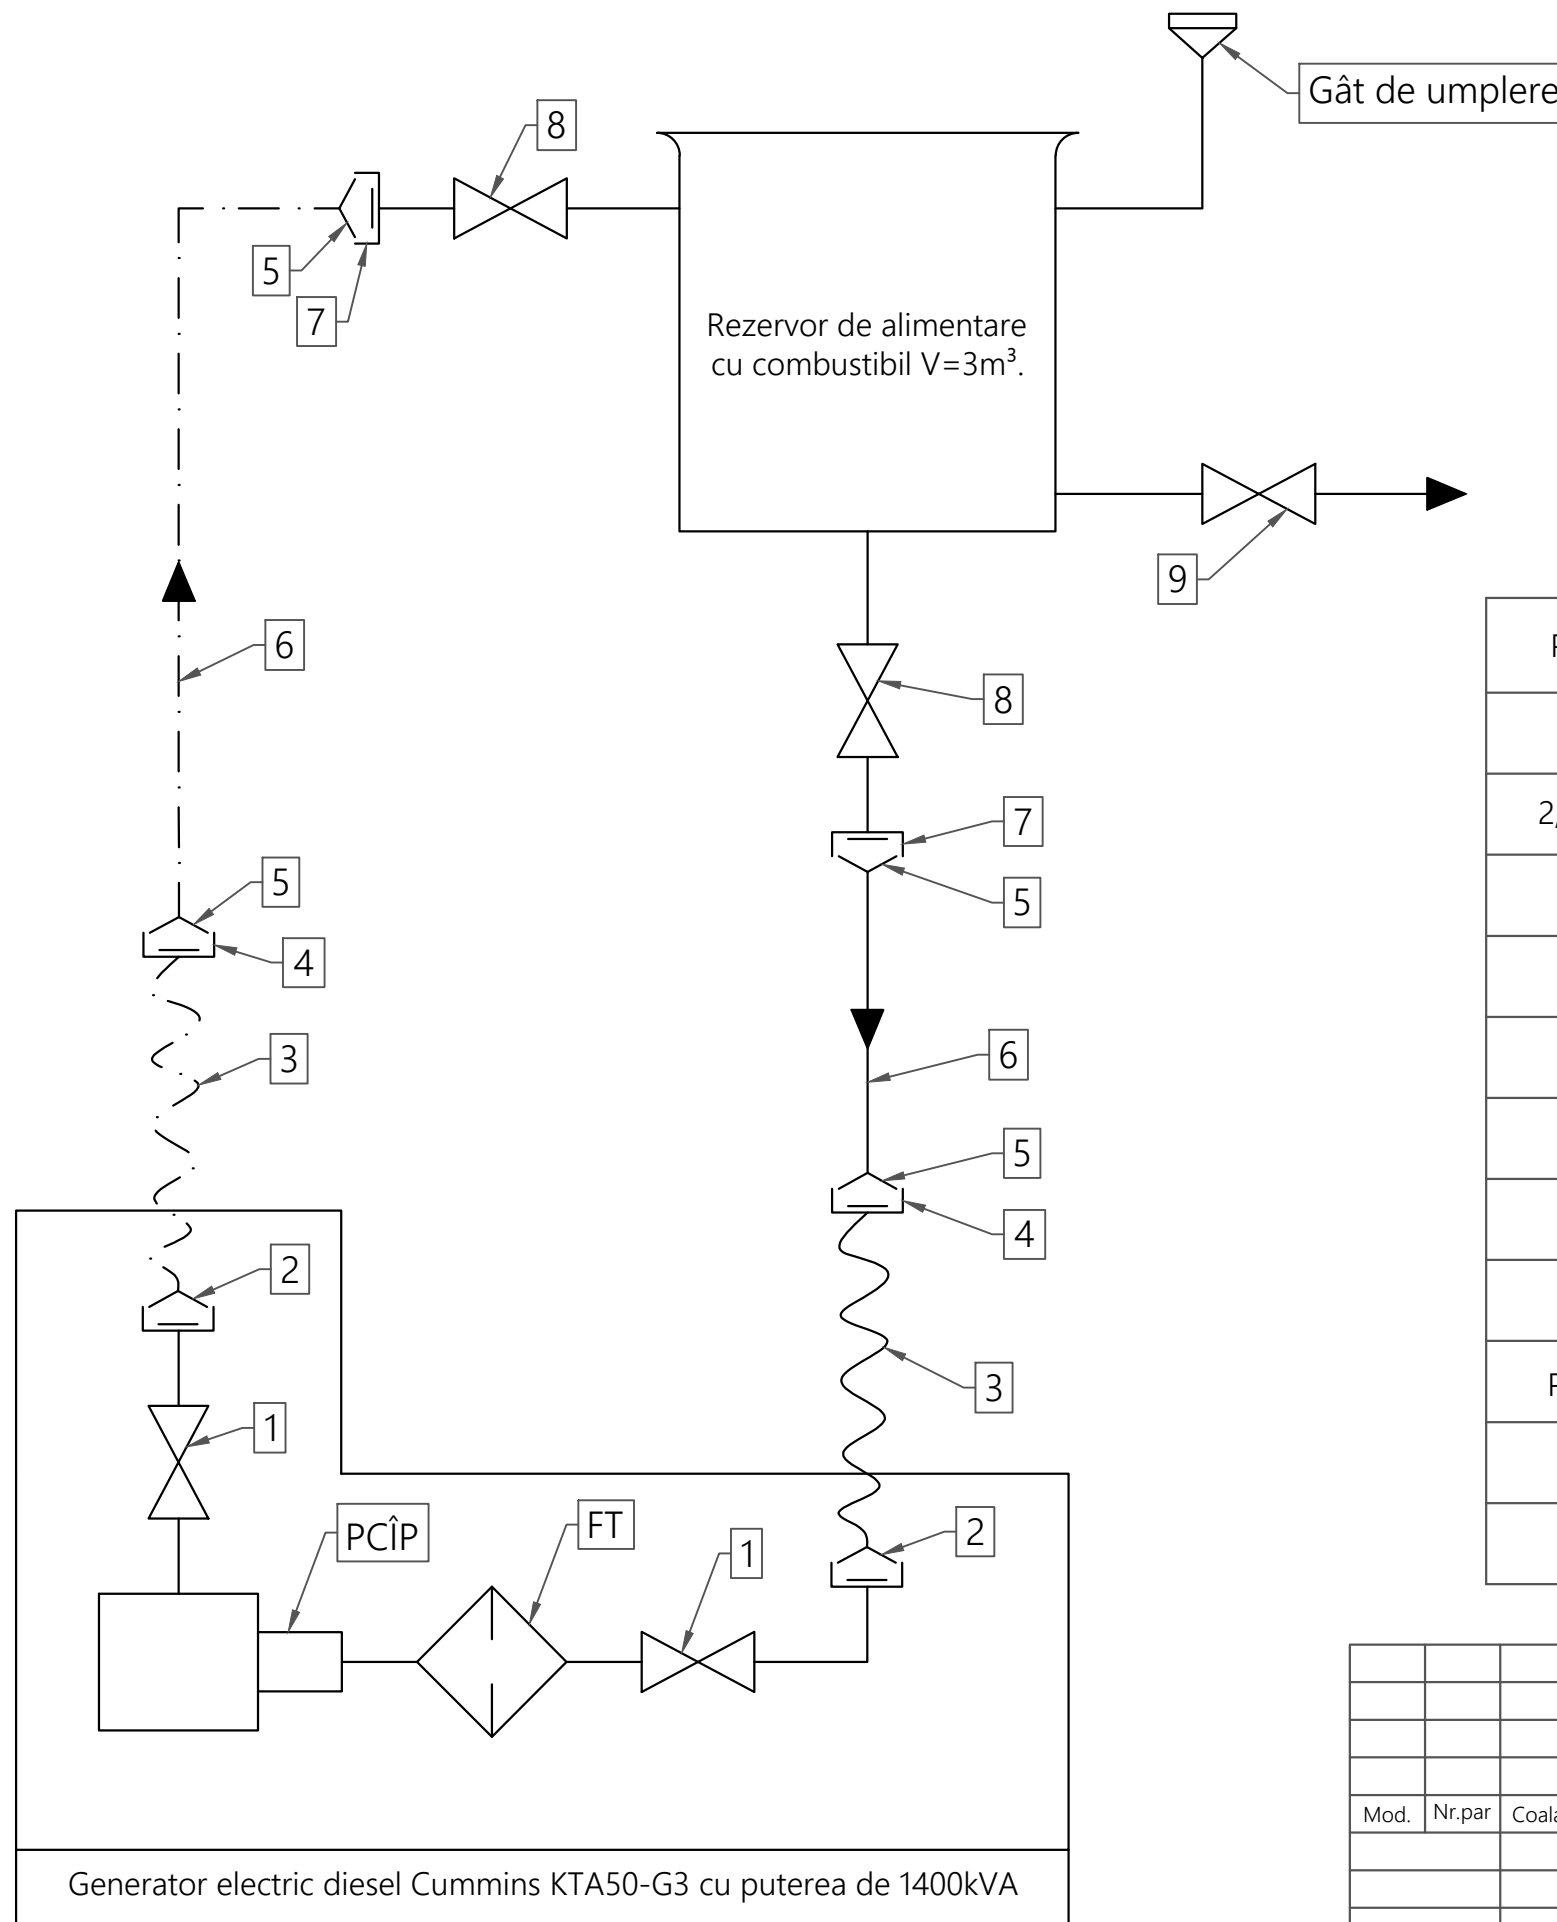 Gât de umplere
8
5
7
Rezervor de alimentare
cu combustibil V=3m³.
9
6
8
7
5
5
4
3
6
5
4
2
3
1
PCÎP
FT
1
2
Generator electric diesel Cummins KTA50-G3 cu puterea de 1400kVA
2,
Mod.
Nr.par
Coala